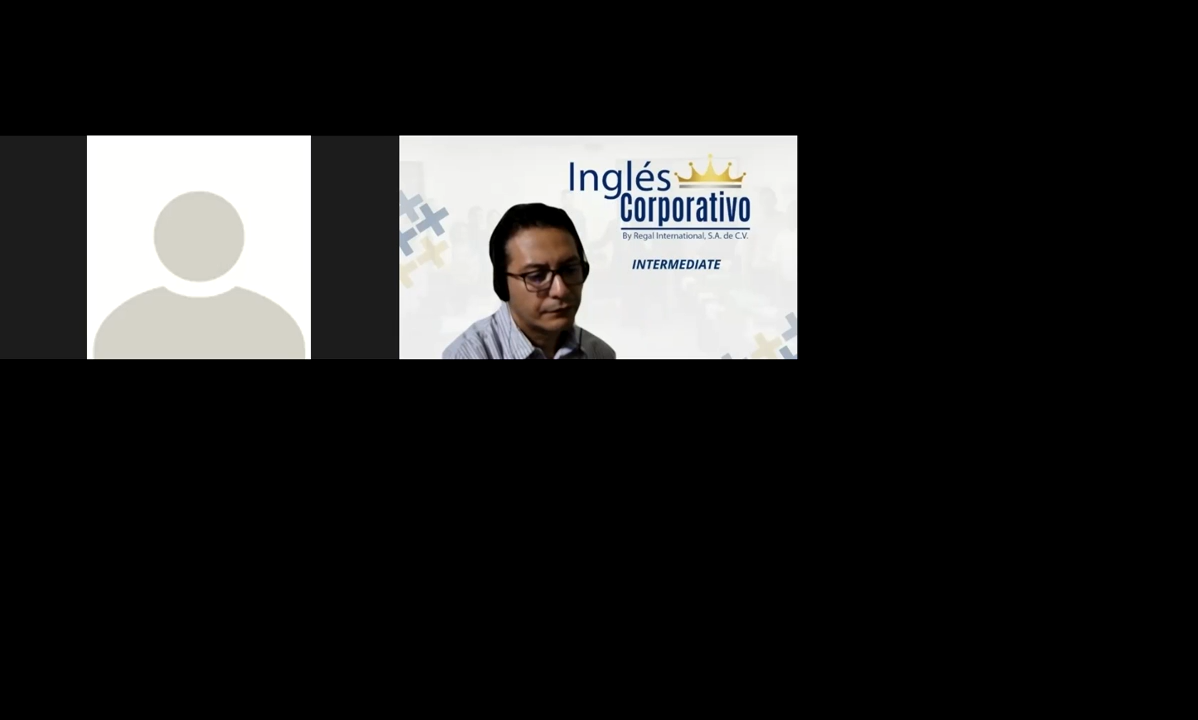 Inglés
Corporativo
By Regal International, S.A. de C.V.
INTERMEDIATE